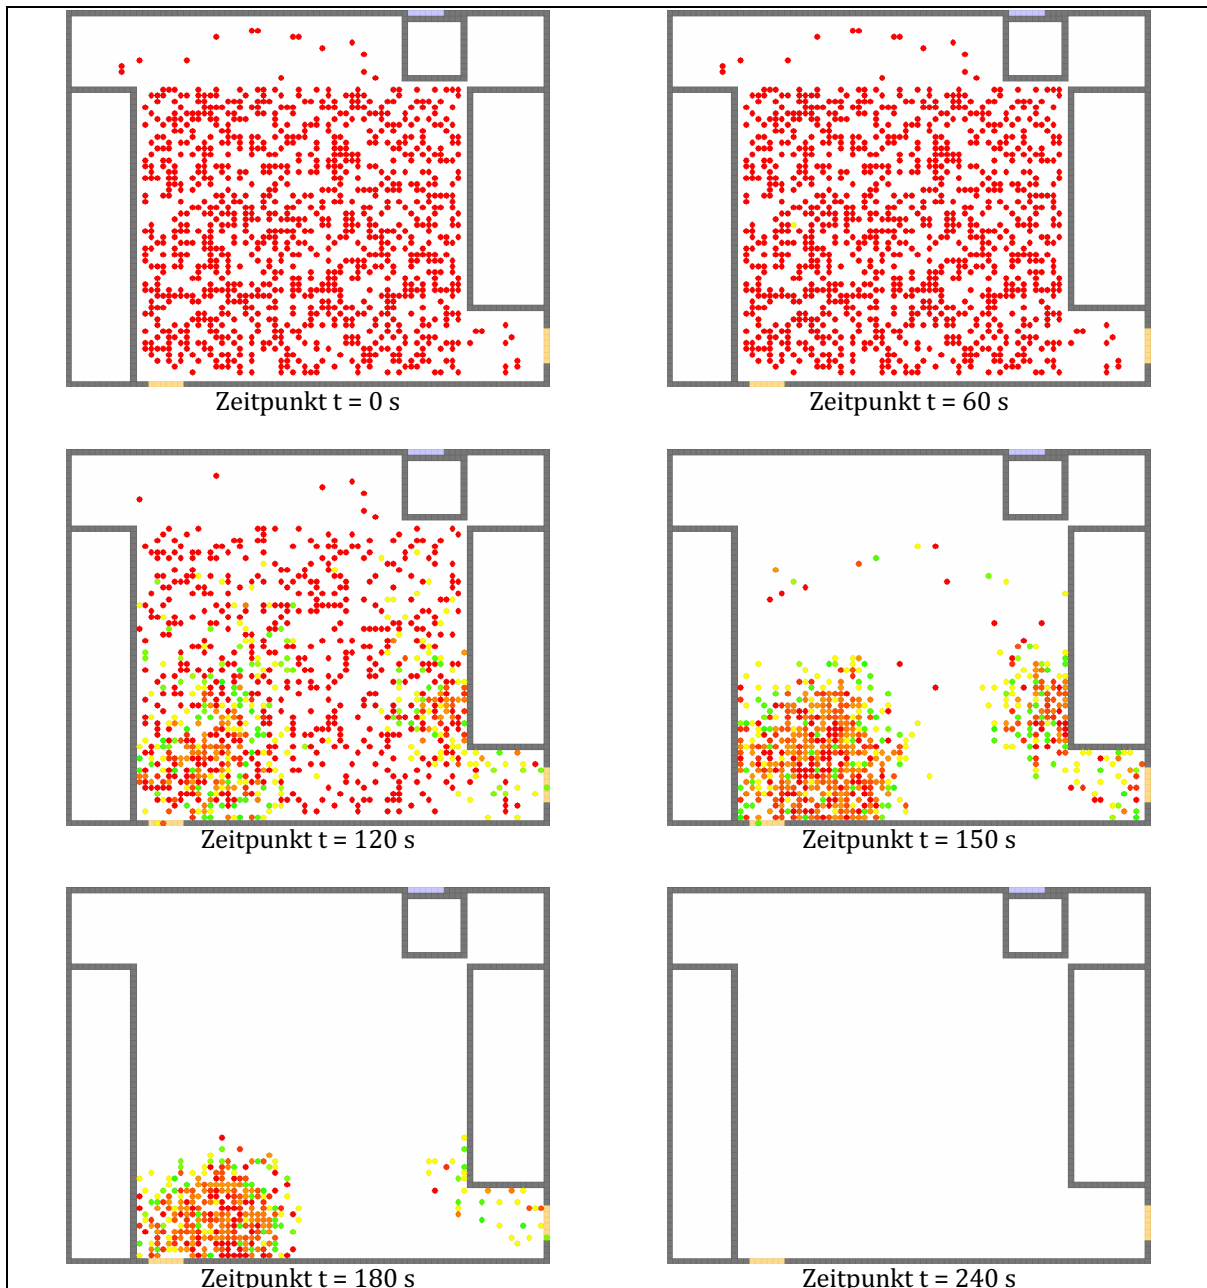 Zeitpunkt t = 0 s
Zeitpunkt t = 60 s
Zeitpunkt t = 120 s
Zeitpunkt t = 150 s
Zeitpunkt t = 180 s
Zeitpunkt t = 240 s